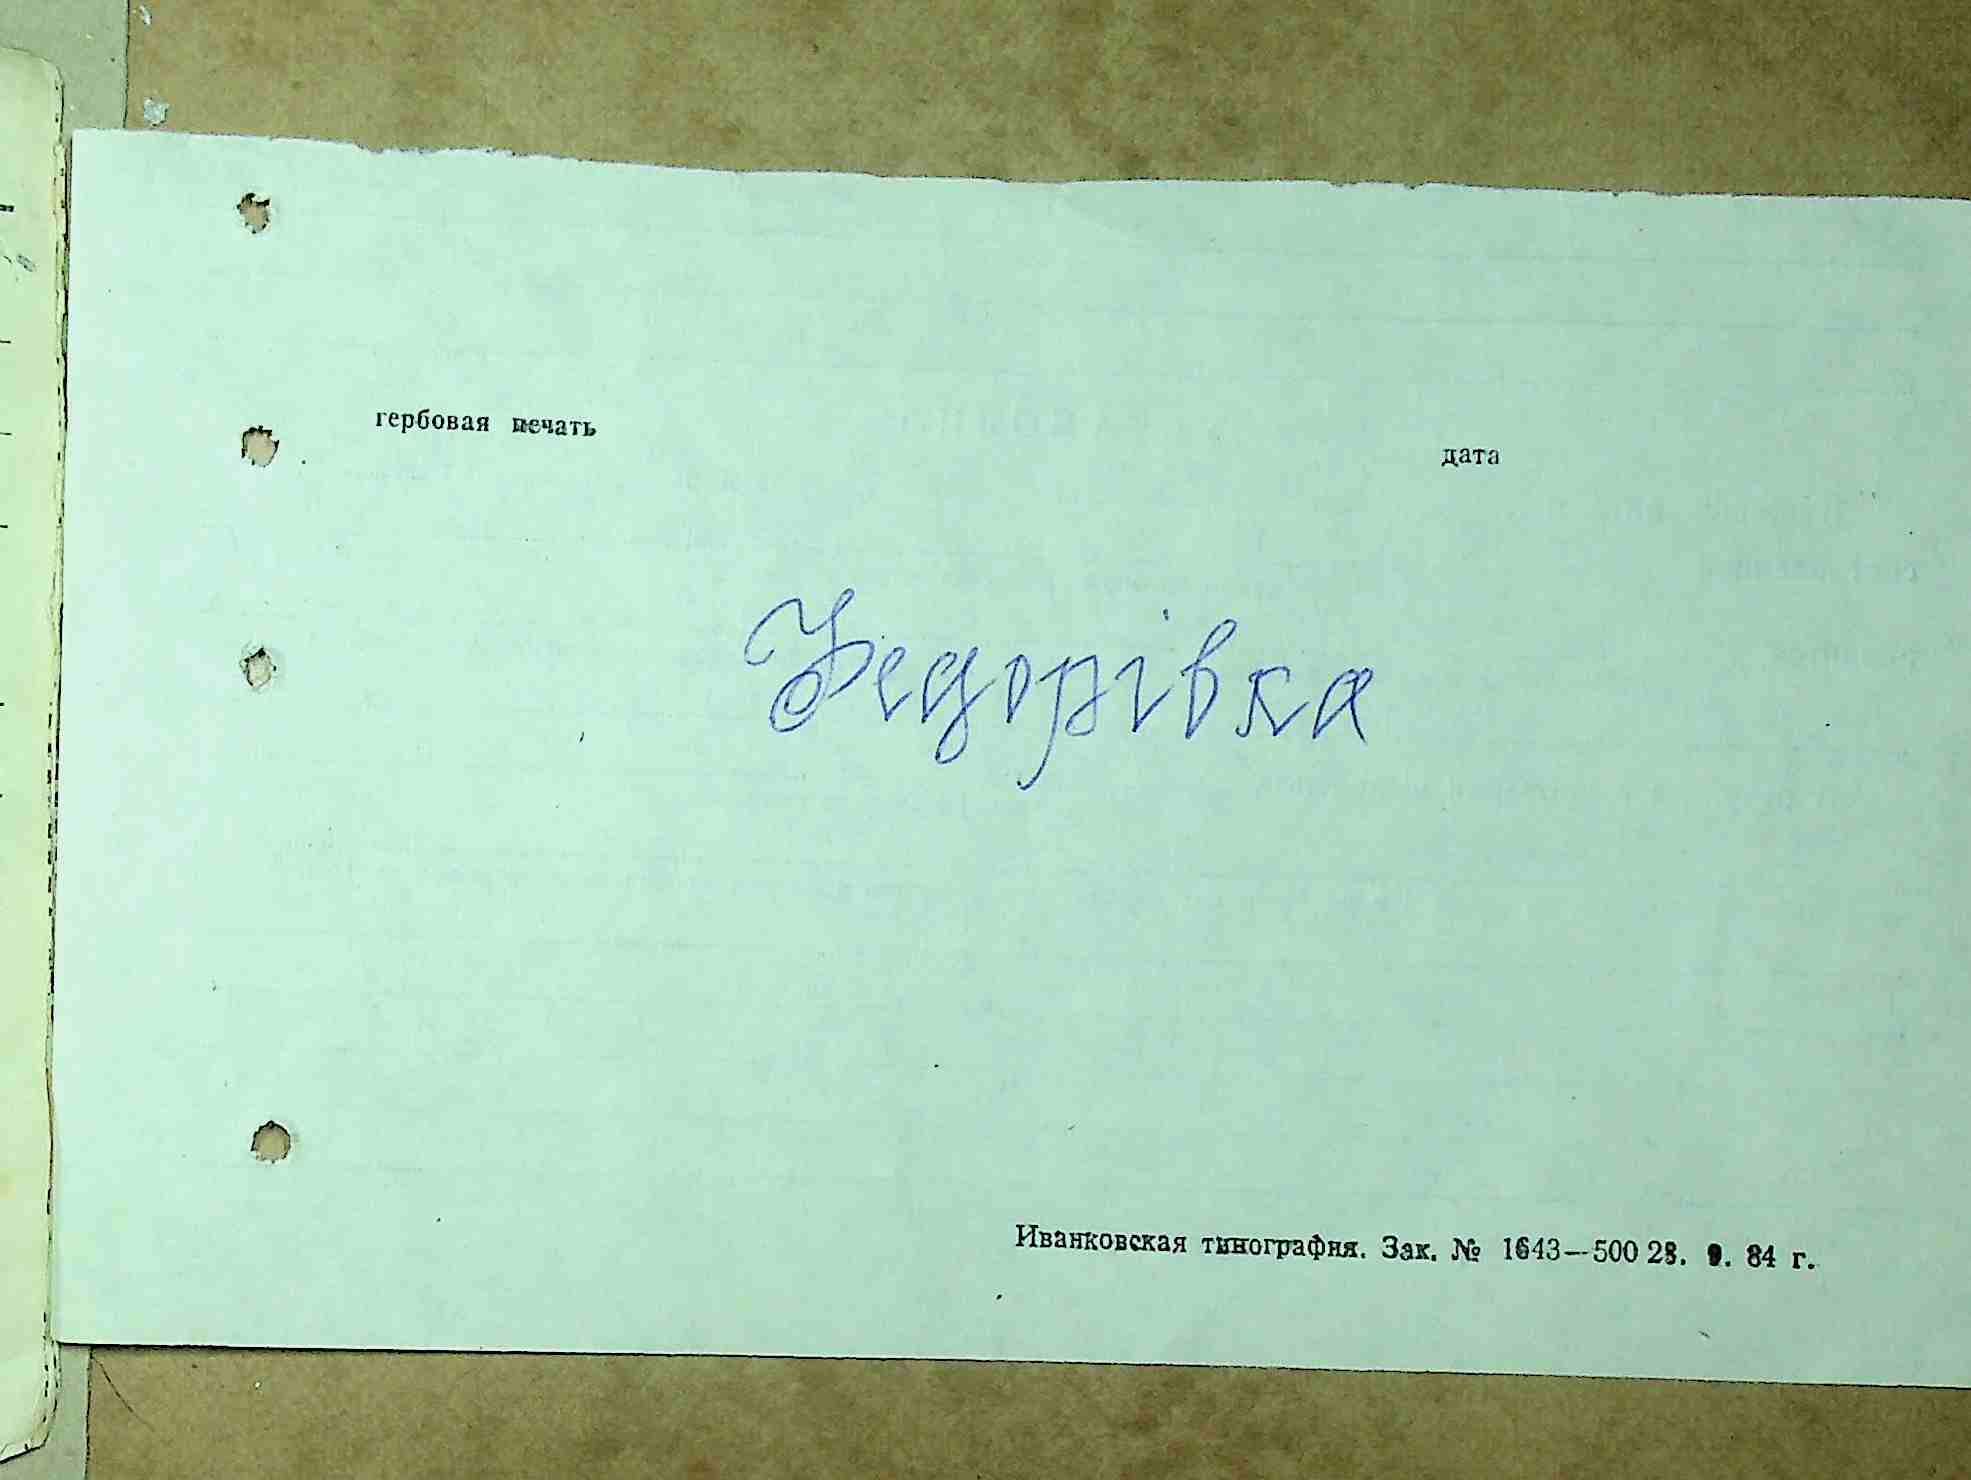 гербовая печать
дата
Федорівка
Иванковская типография. Зак. № 1643—500 28. 9. 84 г.